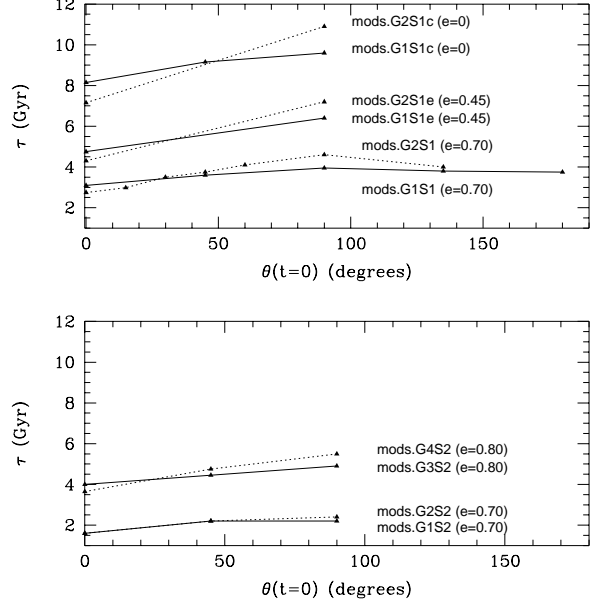 12
10
8
6
4
2
τ (Gyr)
mods.G2S1c (e=0)
mods.G1S1c (e=0)
mods.G2S1e (e=0.45)
mods.G1S1e (e=0.45)
mods.G2S1 (e=0.70)
mods.G1S1 (e=0.70)
0 50 100 150
θ(t=0) (degrees)
12
10
8
6
4
2
τ (Gyr)
mods.G4S2 (e=0.80)
mods.G3S2 (e=0.80)
mods.G2S2 (e=0.70)
mods.G1S2 (e=0.70)
0 50 100 150
θ(t=0) (degrees)